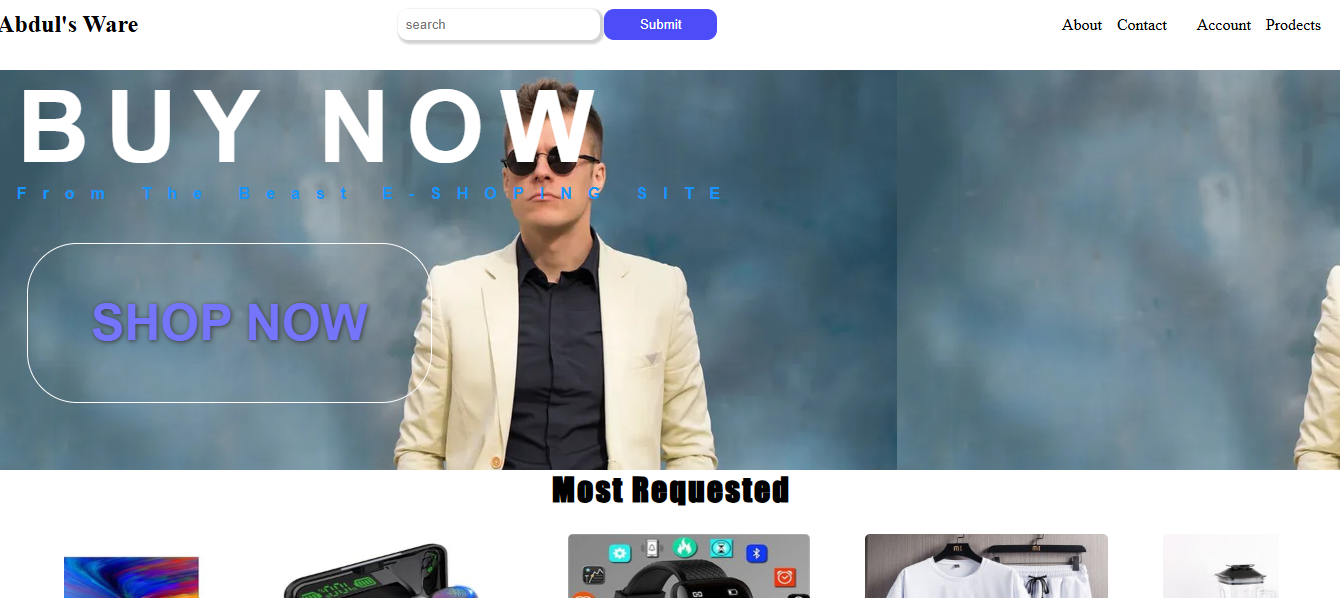 Abdul's Ware
search
Submit
About
Contact
Account
Prodects
BUY NOW
From The Beast E-SHOPING SITE
SHOP NOW
Most Requested